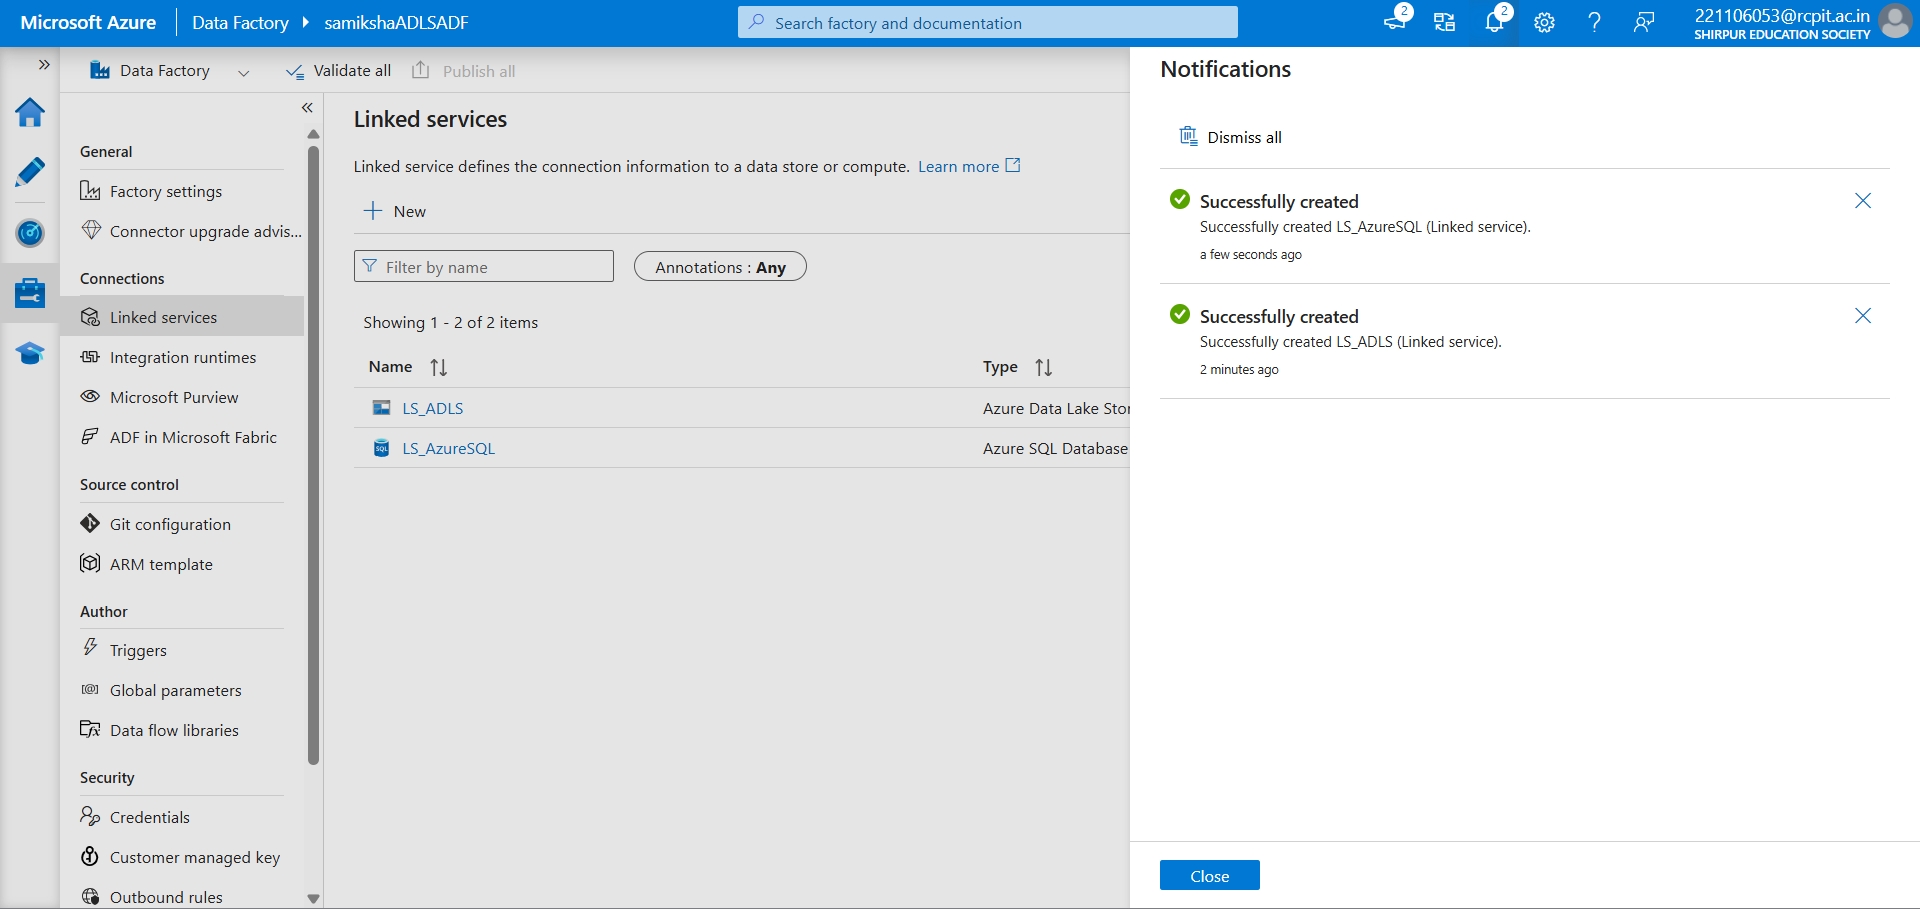 Microsoft Azure
Data Factory
samikshaADLSADF
Search factory and documentation
2
2
221106053@rcpit.ac.in
SHIRPUR EDUCATION SOCIETY
Data Factory
Validate all
Publish all
General
Factory settings
Connector upgrade advis...
Connections
Linked services
Integration runtimes
Microsoft Purview
ADF in Microsoft Fabric
Source control
Git configuration
ARM template
Author
Triggers
Global parameters
Data flow libraries
Security
Credentials
Customer managed key
Outbound rules
Linked services
Linked service defines the connection information to a data store or compute. Learn more
New
Filter by name
Annotations : Any
Showing 1 - 2 of 2 items
Name
Type
LS_ADLS
Azure Data Lake Stor
LS_AzureSQL
Azure SQL Database
Notifications
Dismiss all
Successfully created
Successfully created LS_AzureSQL (Linked service).
a few seconds ago
Successfully created
Successfully created LS_ADLS (Linked service).
2 minutes ago
Close